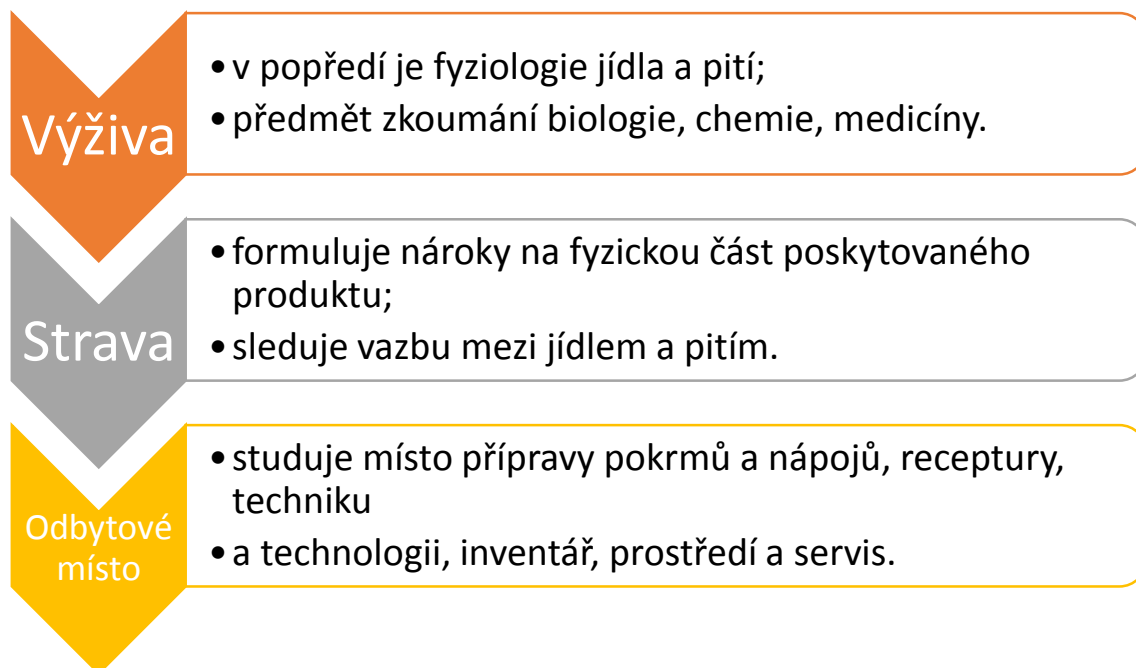 Výživa
• v popředí je fyziologie jídla a pití;
• předmět zkoumání biologie, chemie, medicíny.
Strava
• formuluje nároky na fyzickou část poskytovaného
produktu;
• sleduje vazbu mezi jídlem a pitím.
Odbytové
místo
• studuje místo přípravy pokrmů a nápojů, receptury,
techniku
• a technologii, inventář, prostředí a servis.